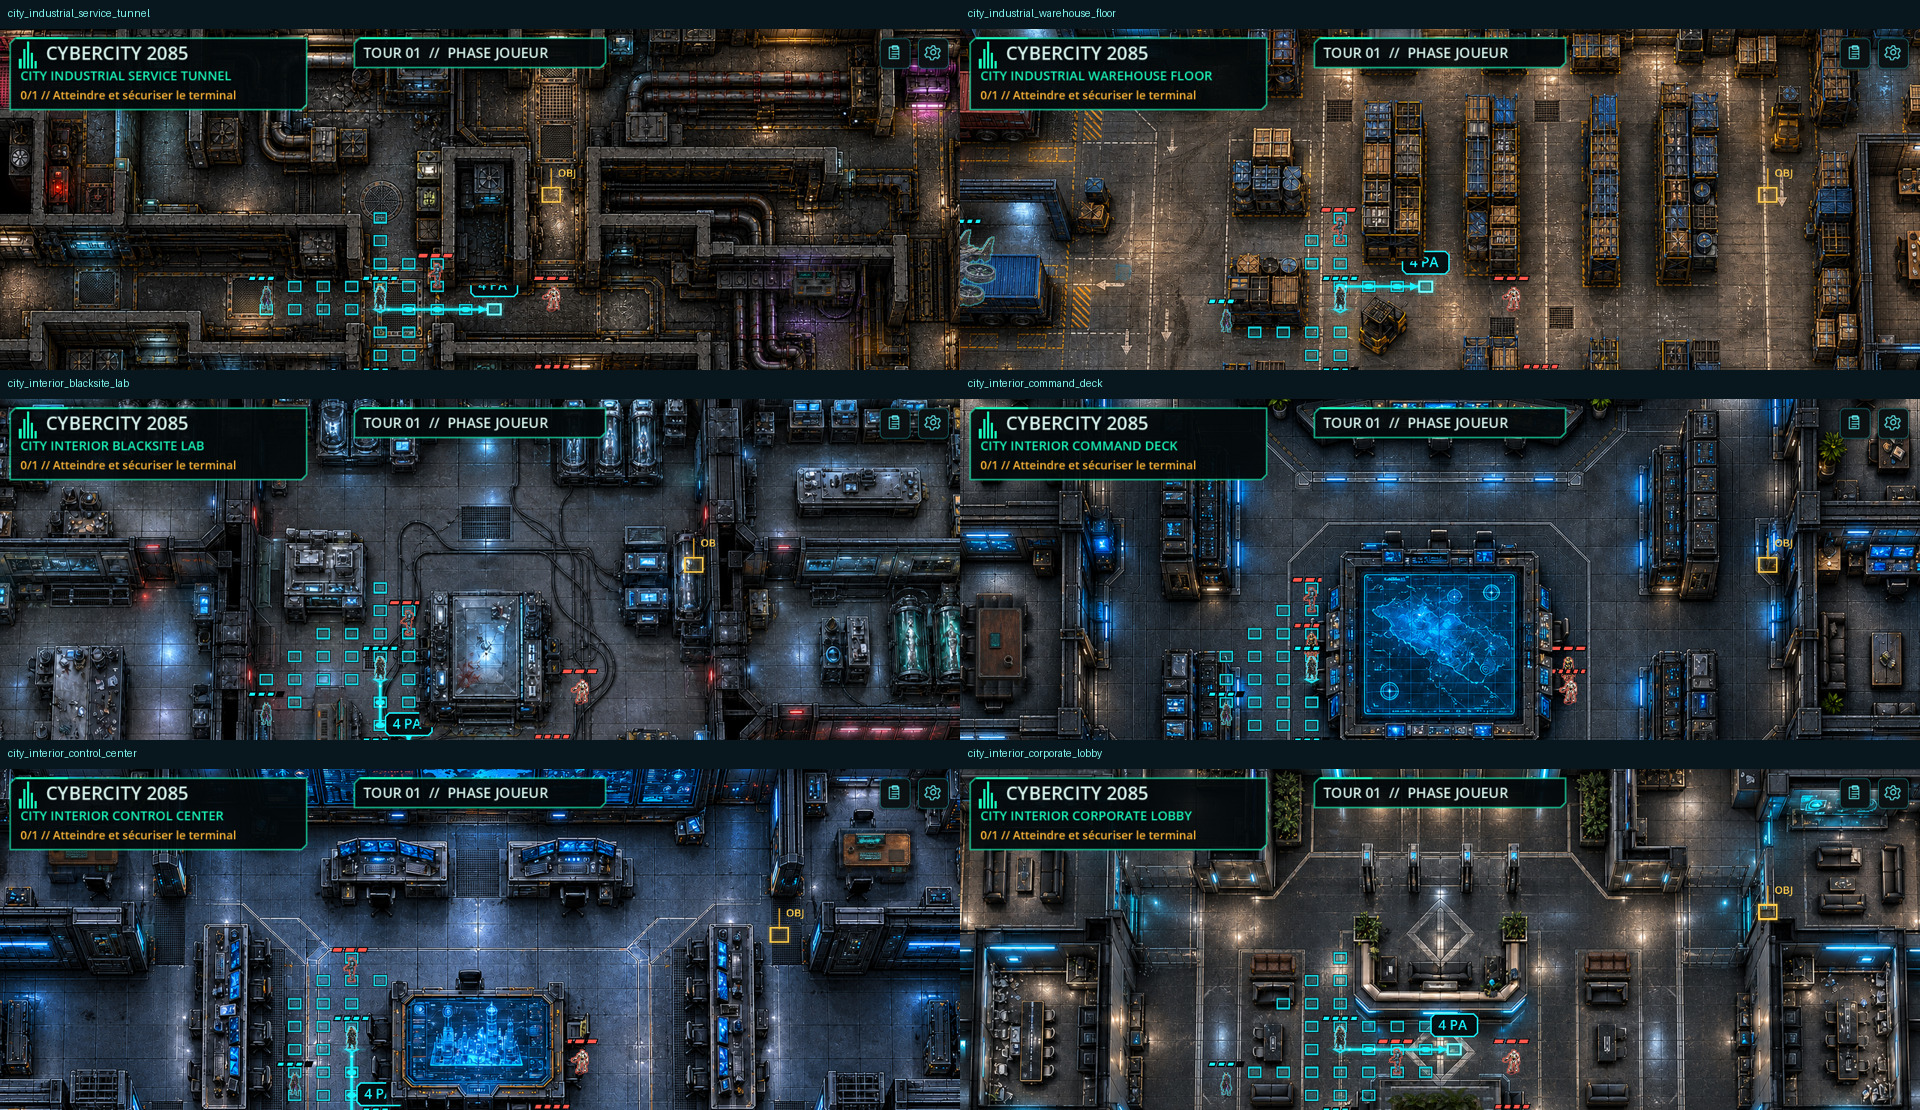 city_industrial_service_tunnel
CYBERCITY 2085
CITY INDUSTRIAL SERVICE TUNNEL
0/1 // Atteindre et sécuriser le terminal
TOUR 01 // PHASE JOUEUR
OBJ
4 PA
city_industrial_warehouse_floor
CYBERCITY 2085
CITY INDUSTRIAL WAREHOUSE FLOOR
0/1 // Atteindre et sécuriser le terminal
TOUR 01 // PHASE JOUEUR
OBJ
4 PA
city_interior_blacksite_lab
CYBERCITY 2085
CITY INTERIOR BLACKSITE LAB
0/1 // Atteindre et sécuriser le terminal
TOUR 01 // PHASE JOUEUR
OB
4 PA
city_interior_command_deck
CYBERCITY 2085
CITY INTERIOR COMMAND DECK
0/1 // Atteindre et sécuriser le terminal
TOUR 01 // PHASE JOUEUR
OBJ
city_interior_control_center
CYBERCITY 2085
CITY INTERIOR CONTROL CENTER
0/1 // Atteindre et sécuriser le terminal
TOUR 01 // PHASE JOUEUR
OBJ
4 PA
city_interior_corporate_lobby
CYBERCITY 2085
CITY INTERIOR CORPORATE LOBBY
0/1 // Atteindre et sécuriser le terminal
TOUR 01 // PHASE JOUEUR
OBJ
4 PA